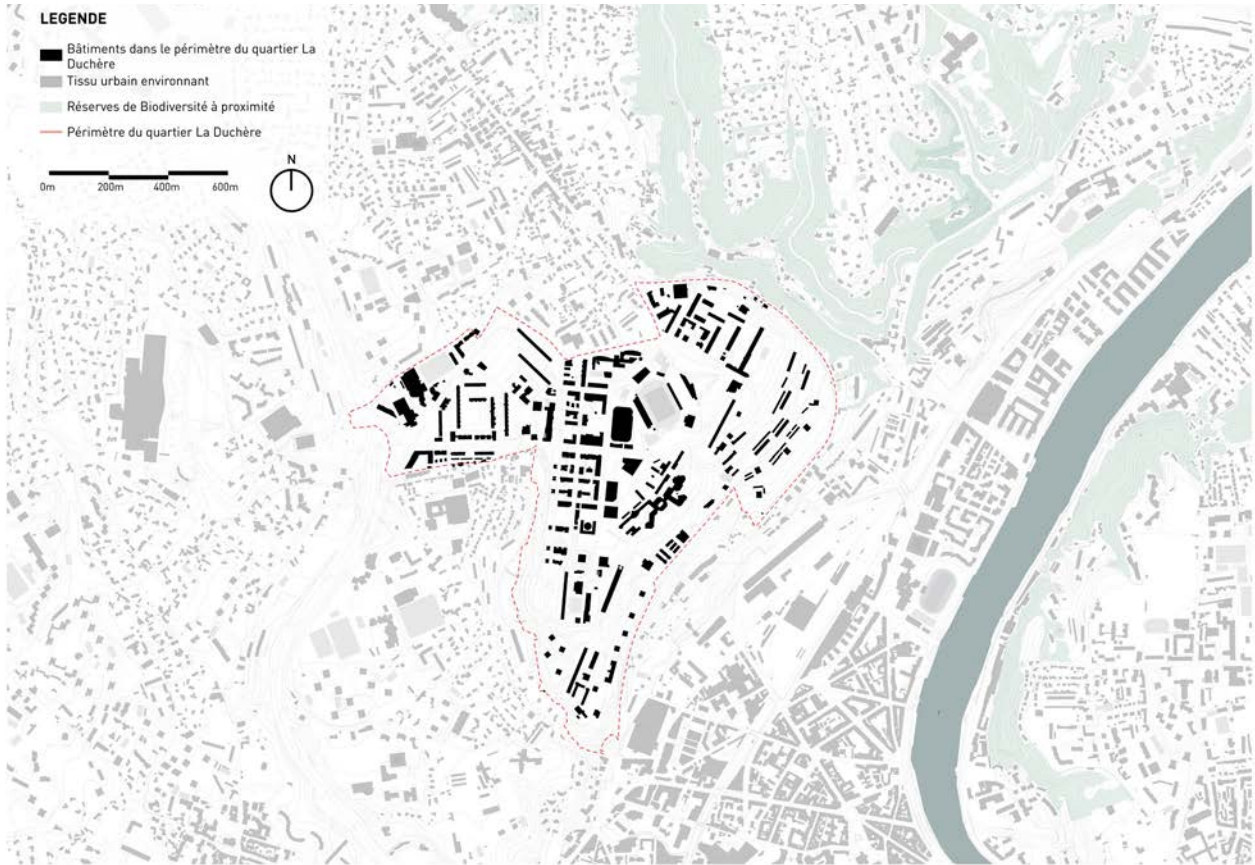 LEGENDE
Bâtiments dans le périmètre du quartier La
Duchère
Tissu urbain environnant
Réserves de Biodiversité à proximité
Périmètre du quartier La Duchère
N
0m 200m 400m 600m